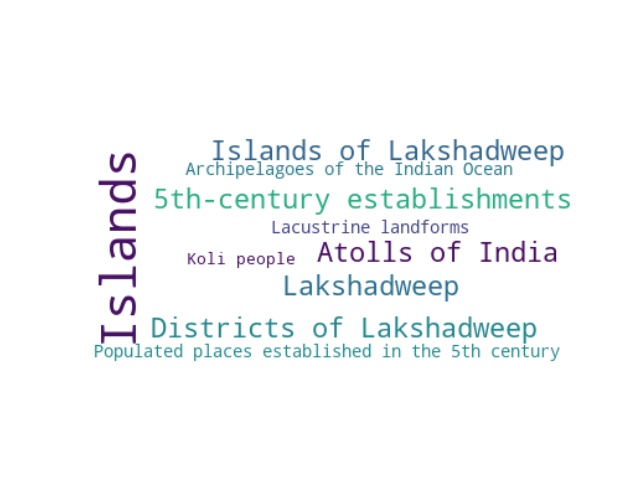 Islands
Islands of Lakshadweep
Archipelagoes of the Indian Ocean
5th-century establishments
Lacustrine landforms
Koli people
Atolls of India
Lakshadweep
Districts of Lakshadweep
Populated places established in the 5th century